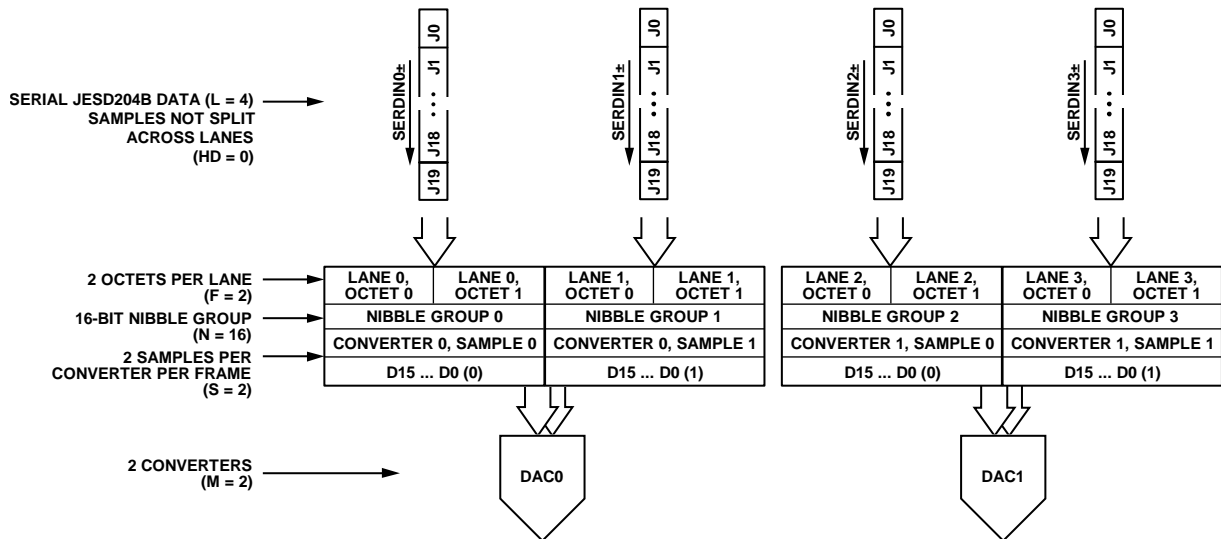 J0
J1
...
J18
J19
SERDIN0±
J0
J1
...
J18
J19
SERDIN1±
J0
J1
...
J18
J19
SERDIN2±
J0
J1
...
J18
J19
SERDIN3±
SERIAL JESD204B DATA (L = 4)
SAMPLES NOT SPLIT
ACROSS LANES
(HD = 0)
2 OCTETS PER LANE
(F = 2)
LANE 0,
OCTET 0
LANE 0,
OCTET 1
LANE 1,
OCTET 0
LANE 1,
OCTET 1
LANE 2,
OCTET 0
LANE 2,
OCTET 1
LANE 3,
OCTET 0
LANE 3,
OCTET 1
16-BIT NIBBLE GROUP
(N = 16)
NIBBLE GROUP 0
NIBBLE GROUP 1
NIBBLE GROUP 2
NIBBLE GROUP 3
2 SAMPLES PER
CONVERTER PER FRAME
(S = 2)
CONVERTER 0, SAMPLE 0
CONVERTER 0, SAMPLE 1
CONVERTER 1, SAMPLE 0
CONVERTER 1, SAMPLE 1
D15 ... D0 (0)
D15 ... D0 (1)
D15 ... D0 (0)
D15 ... D0 (1)
2 CONVERTERS
(M = 2)
DAC0
DAC1